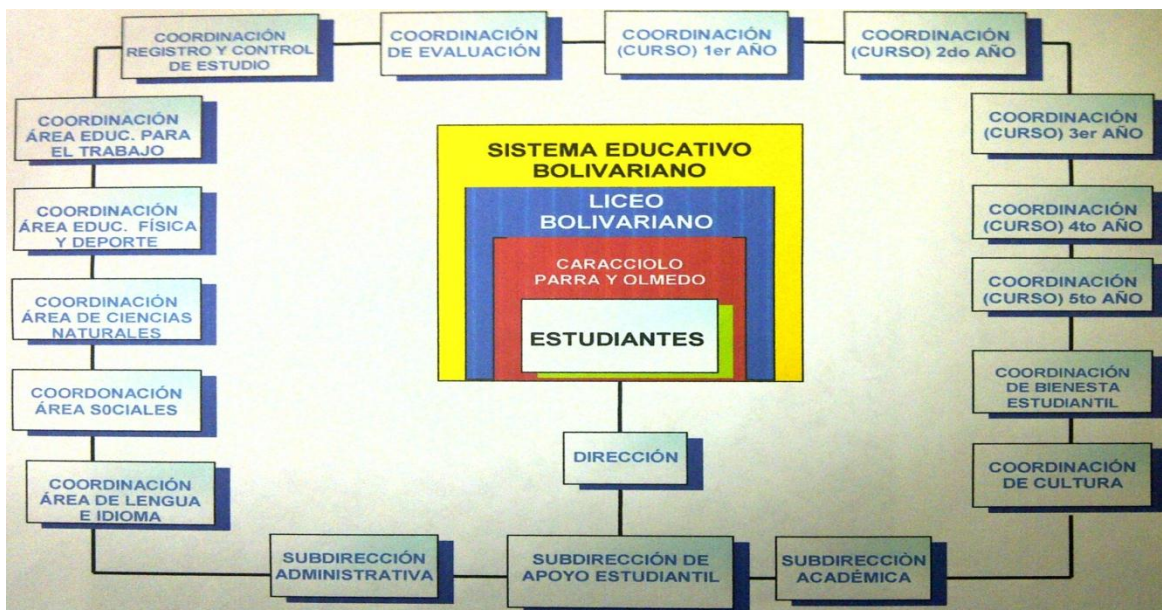 COORDINACIÓN
REGISTRO Y CONTROL
DE ESTUDIO
COORDINACIÓN
DE EVALUACIÓN
COORDINACIÓN
(CURSO) 1er AÑO
COORDINACIÓN
(CURSO) 2do AÑO
COORDINACIÓN
ÁREA EDUC. PARA
EL TRABAJO
COORDINACIÓN
ÁREA EDUC. FÍSICA
Y DEPORTE
COORDINACIÓN
ÁREA DE CIENCIAS
NATURALES
COORDONACIÓN
ÁREA S0CIALES
COORDINACIÓN
ÁREA DE LENGUA
E IDIOMA
SISTEMA EDUCATIVO
BOLIVARIANO
LICEO
BOLIVARIANO
CARACCIOLO
PARRA Y OLMEDO
ESTUDIANTES
DIRECCIÓN
COORDINACIÓN
(CURSO) 3er AÑO
COORDINACIÓN
(CURSO) 4to AÑO
COORDINACIÓN
(CURSO) 5to AÑO
COORDINACIÓN
DE BIENESTA
ESTUDIANTIL
COORDINACIÓN
DE CULTURA
SUBDIRECCIÓN
ADMINISTRATIVA
SUBDIRECCIÓN DE
APOYO ESTUDIANTIL
SUBDIRECCIÒN
ACADÈMICA